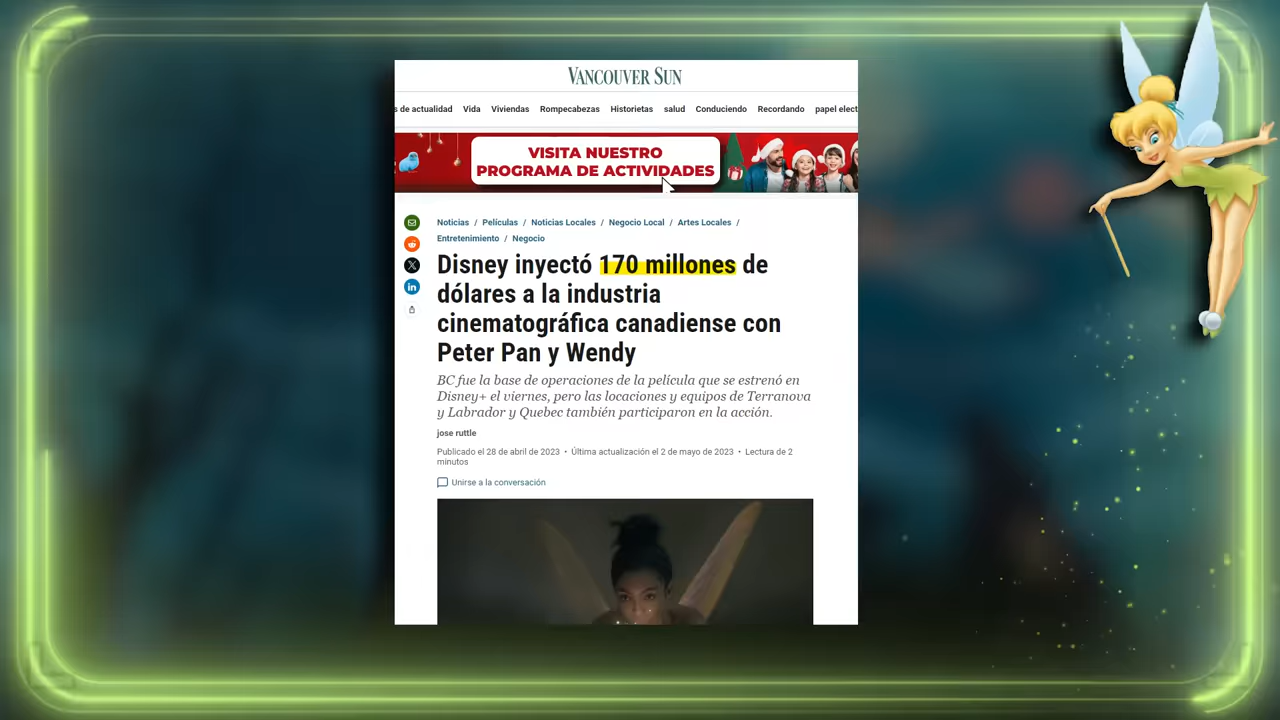 VANCOUVER SUN
s de actualidad Vida Viviendas Rompecabezas Historietas salud Conduciendo Recordando papel elect
VISITA NUESTRO
PROGRAMA DE ACTIVIDADES
Noticias / Películas / Noticias Locales / Negocio Local / Artes Locales /
Entretenimiento / Negocio
Disney inyectó 170 millones de
dólares a la industria
cinematográfica canadiense con
Peter Pan y Wendy
BC fue la base de operaciones de la película que se estrenó en
Disney+ el viernes, pero las locaciones y equipos de Terranova
y Labrador y Quebec también participaron en la acción.
jose ruttle
Publicado el 28 de abril de 2023 • Última actualización el 2 de mayo de 2023 • Lectura de 2
minutos
Unirse a la conversación